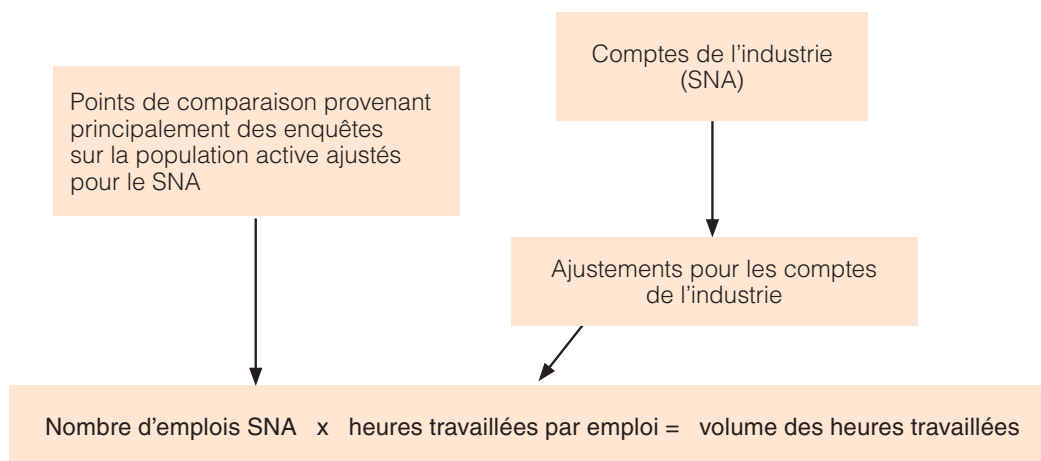 Comptes de l’industrie
(SNA)
Points de comparaison provenant
principalement des enquêtes
sur la population active ajustés
pour le SNA
Ajustements pour les comptes
de l’industrie
Nombre d’emplois SNA x heures travaillées par emploi = volume des heures travaillées